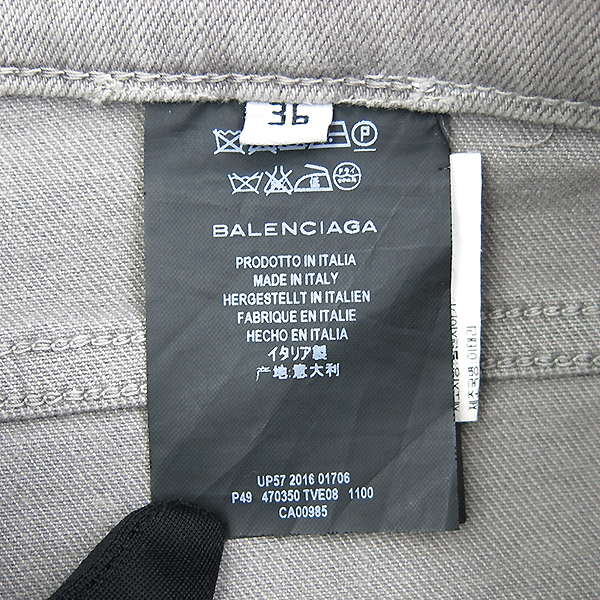 36
P
BALENCIAGA
PRODOTTO IN ITALIA
MADE IN ITALY
HERGESTELLT IN ITALIEN
FABRIQUE EN ITALIE
HECHO EN ITALIA
イタリア製
产地:意大利
UP57 2016 01706
P49 470350 TVE08 1100
CA00985